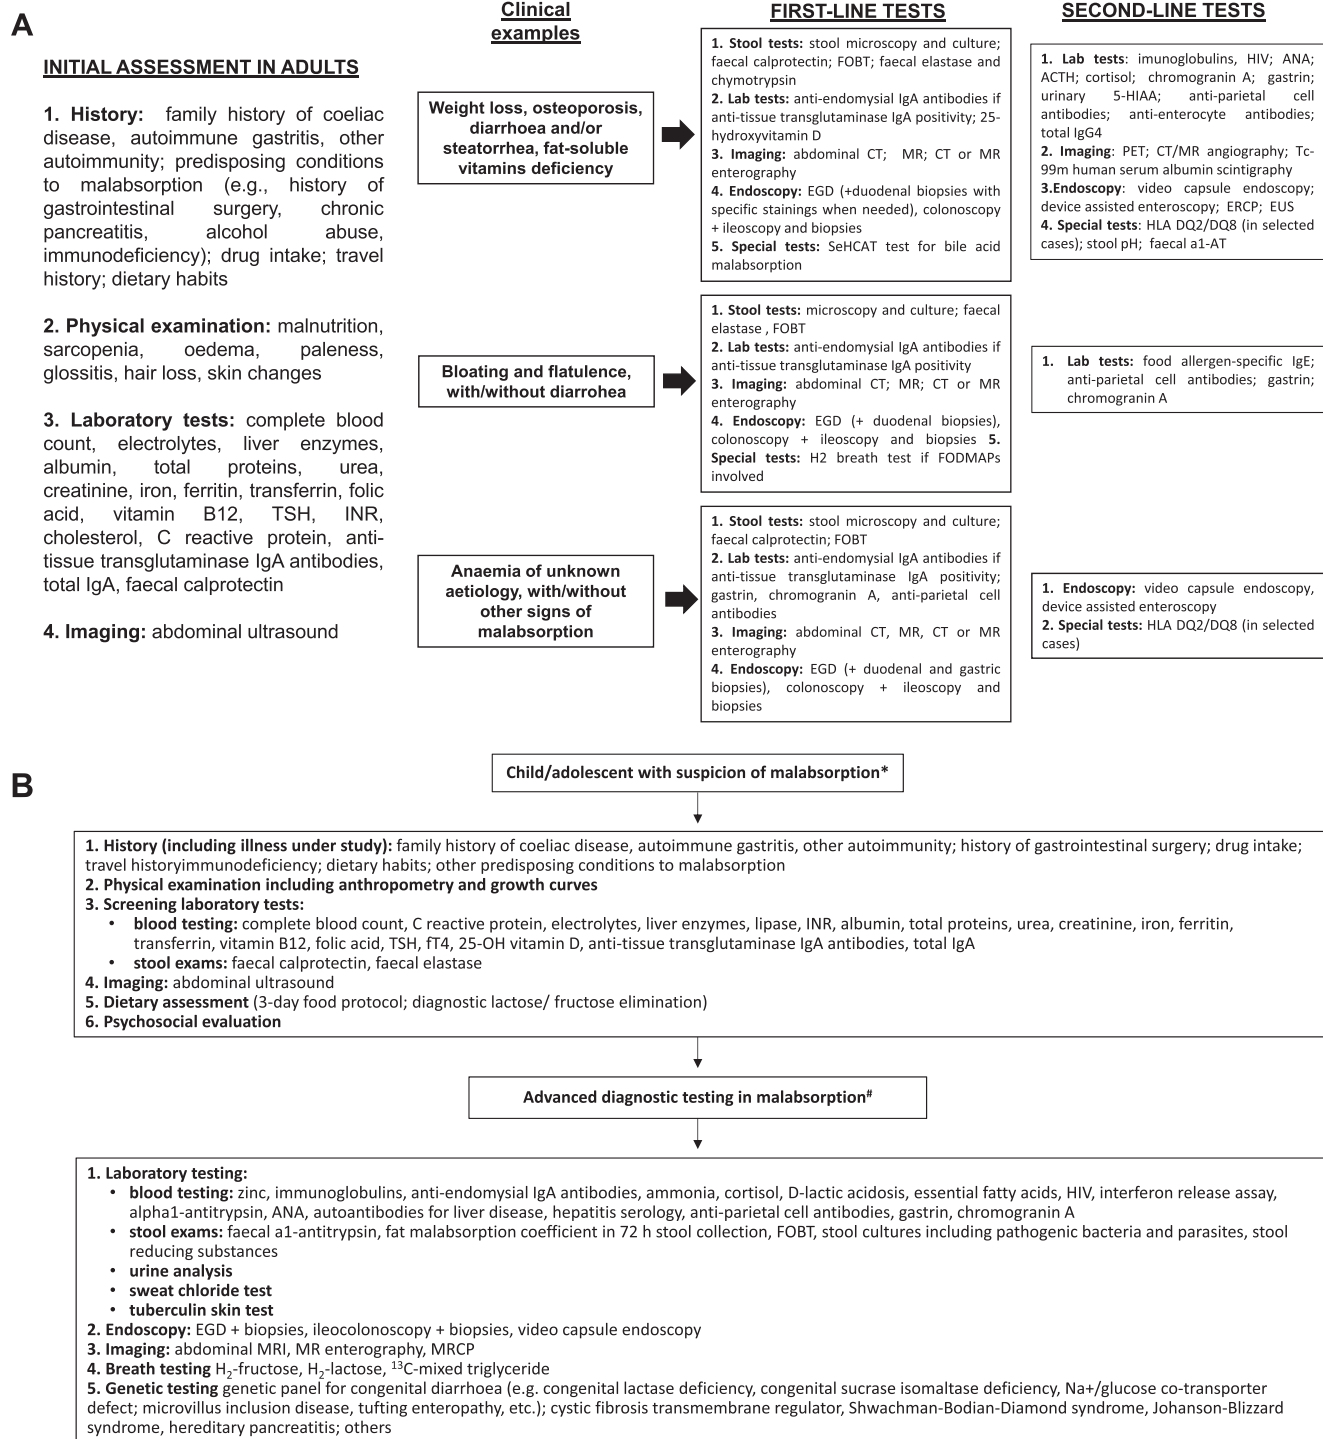 A
INITIAL ASSESSMENT IN ADULTS
1. History: family history of coeliac
disease, autoimmune gastritis, other
autoimmunity; predisposing conditions
to malabsorption (e.g., history of
gastrointestinal surgery, chronic
pancreatitis, alcohol abuse,
immunodeficiency); drug intake; travel
history; dietary habits
2. Physical examination: malnutrition,
sarcopenia, oedema, paleness,
glossitis, hair loss, skin changes
3. Laboratory tests: complete blood
count, electrolytes, liver enzymes,
albumin, total proteins, urea,
creatinine, iron, ferritin, transferrin, folic
acid, vitamin B12, TSH, INR,
cholesterol, C reactive protein, anti-
tissue transglutaminase IgA antibodies,
total IgA, faecal calprotectin
4. Imaging: abdominal ultrasound
Clinical
examples
FIRST-LINE TESTS
SECOND-LINE TESTS
Weight loss, osteoporosis,
diarrhoea and/or
steatorrhea, fat-soluble
vitamins deficiency
1. Stool tests: stool microscopy and culture;
faecal calprotectin; FOBT; faecal elastase and
chymotrypsin
2. Lab tests: anti-endomysial IgA antibodies if
anti-tissue transglutaminase IgA positivity; 25-
hydroxyvitamin D
3. Imaging: abdominal CT; MR; CT or MR
enterography
4. Endoscopy: EGD (+duodenal biopsies with
specific stainings when needed), colonoscopy
+ ileoscopy and biopsies
5. Special tests: SeHCAT test for bile acid
malabsorption
1. Lab tests: imunoglobulins, HIV; ANA;
ACTH; cortisol; chromogranin A; gastrin;
urinary 5-HIAA; anti-parietal cell
antibodies; anti-enterocyte antibodies;
total IgG4
2. Imaging: PET; CT/MR angiography; Tc-
99m human serum albumin scintigraphy
3.Endoscopy: video capsule endoscopy;
device assisted enteroscopy; ERCP; EUS
4. Special tests: HLA DQ2/DQ8 (in selected
cases); stool pH; faecal a1-AT
Bloating and flatulence,
with/without diarrohea
1. Stool tests: microscopy and culture; faecal
elastase , FOBT
2. Lab tests: anti-endomysial IgA antibodies if
anti-tissue transglutaminase IgA positivity
3. Imaging: abdominal CT; MR; CT or MR
enterography
4. Endoscopy: EGD (+ duodenal biopsies),
colonoscopy + ileoscopy and biopsies 5.
Special tests: H2 breath test if FODMAPs
involved
1. Lab tests: food allergen-specific IgE;
anti-parietal cell antibodies; gastrin;
chromogranin A
Anaemia of unknown
aetiology, with/without
other signs of
malabsorption
1. Stool tests: stool microscopy and culture;
faecal calprotectin; FOBT
2. Lab tests: anti-endomysial IgA antibodies if
anti-tissue transglutaminase IgA positivity;
gastrin, chromogranin A, anti-parietal cell
antibodies
3. Imaging: abdominal CT, MR, CT or MR
enterography
4. Endoscopy: EGD (+ duodenal and gastric
biopsies), colonoscopy + ileoscopy and
biopsies
1. Endoscopy: video capsule endoscopy,
device assisted enteroscopy
2. Special tests: HLA DQ2/DQ8 (in selected
cases)
B
Child/adolescent with suspicion of malabsorption*
1. History (including illness under study): family history of coeliac disease, autoimmune gastritis, other autoimmunity; history of gastrointestinal surgery; drug intake;
travel historyimmunodeficiency; dietary habits; other predisposing conditions to malabsorption
2. Physical examination including anthropometry and growth curves
3. Screening laboratory tests:
• blood testing: complete blood count, C reactive protein, electrolytes, liver enzymes, lipase, INR, albumin, total proteins, urea, creatinine, iron, ferritin,
transferrin, vitamin B12, folic acid, TSH, fT4, 25-OH vitamin D, anti-tissue transglutaminase IgA antibodies, total IgA
• stool exams: faecal calprotectin, faecal elastase
4. Imaging: abdominal ultrasound
5. Dietary assessment (3-day food protocol; diagnostic lactose/ fructose elimination)
6. Psychosocial evaluation
Advanced diagnostic testing in malabsorption#
1. Laboratory testing:
• blood testing: zinc, immunoglobulins, anti-endomysial IgA antibodies, ammonia, cortisol, D-lactic acidosis, essential fatty acids, HIV, interferon release assay,
alpha1-antitrypsin, ANA, autoantibodies for liver disease, hepatitis serology, anti-parietal cell antibodies, gastrin, chromogranin A
• stool exams: faecal a1-antitrypsin, fat malabsorption coefficient in 72 h stool collection, FOBT, stool cultures including pathogenic bacteria and parasites, stool
reducing substances
• urine analysis
• sweat chloride test
• tuberculin skin test
2. Endoscopy: EGD + biopsies, ileocolonoscopy + biopsies, video capsule endoscopy
3. Imaging: abdominal MRI, MR enterography, MRCP
4. Breath testing H₂-fructose, H₂-lactose, ¹³C-mixed triglyceride
5. Genetic testing genetic panel for congenital diarrhoea (e.g. congenital lactase deficiency, congenital sucrase isomaltase deficiency, Na+/glucose co-transporter
defect; microvillus inclusion disease, tufting enteropathy, etc.); cystic fibrosis transmembrane regulator, Shwachman-Bodian-Diamond syndrome, Johanson-Blizzard
syndrome, hereditary pancreatitis; others